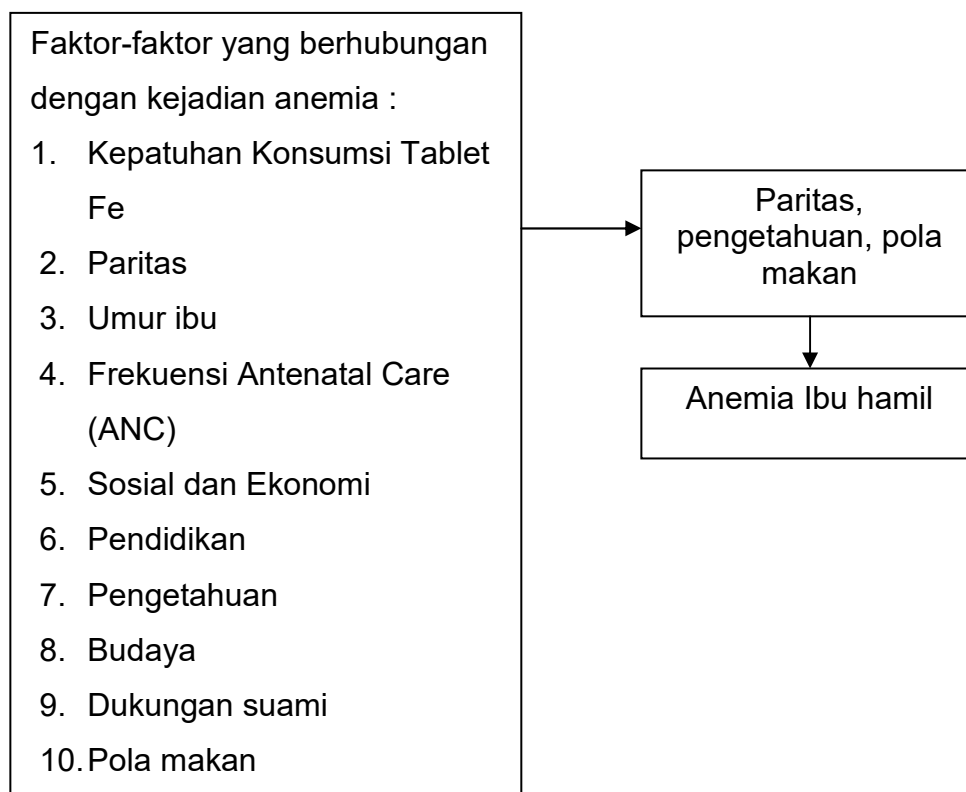 Faktor-faktor yang berhubungan
dengan kejadian anemia :
1. Kepatuhan Konsumsi Tablet
Fe
2. Paritas
3. Umur ibu
4. Frekuensi Antenatal Care
(ANC)
5. Sosial dan Ekonomi
6. Pendidikan
7. Pengetahuan
8. Budaya
9. Dukungan suami
10. Pola makan
Paritas,
pengetahuan, pola
makan
Anemia Ibu hamil